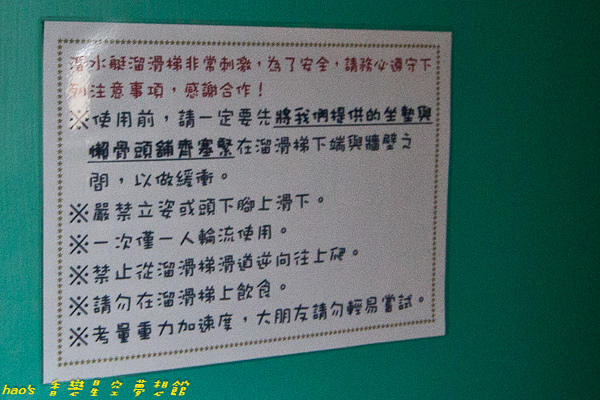 潛水艇溜滑梯非常刺激，為了安全，請務必遵守下
列注意事項，感謝合作！
※使用前，請一定要先將我們提供的坐墊與
懶骨頭舖齊塞緊在溜滑梯下端與牆壁之
間，以做緩衝。
※嚴禁立姿或頭下腳上滑下。
※一次僅一人輪流使用。
※禁止從溜滑梯滑道逆向往上爬。
※請勿在溜滑梯上飲食。
※考量重力加速度，大朋友請勿輕易嘗試。
hao's 香戀星空夢想館